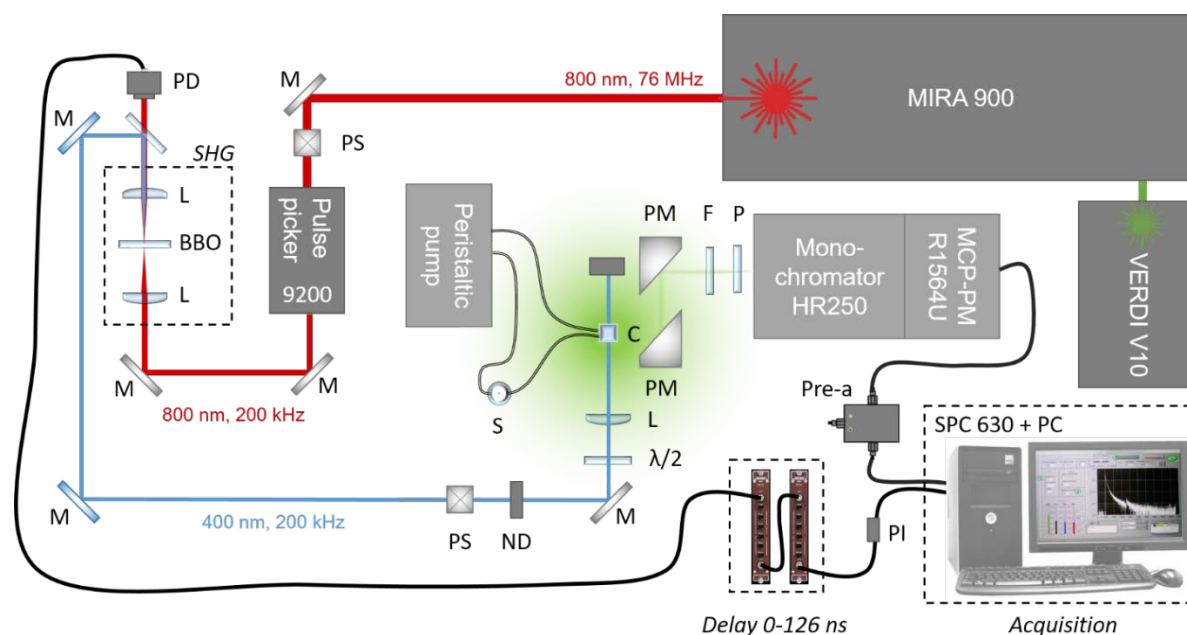 PD
M
M
800 nm, 76 MHz
MIRA 900
SHG
PS
L
BBO
L
Pulse
picker
9200
Peristaltic
pump
PM
F
P
Mono-
chromator
HR250
MCP-PM
R1564U
VERDI V10
C
PM
M
M
800 nm, 200 kHz
S
L
Pre-a
SPC 630 + PC
λ/2
M
400 nm, 200 kHz
PS
ND
M
PI
Delay 0-126 ns
Acquisition